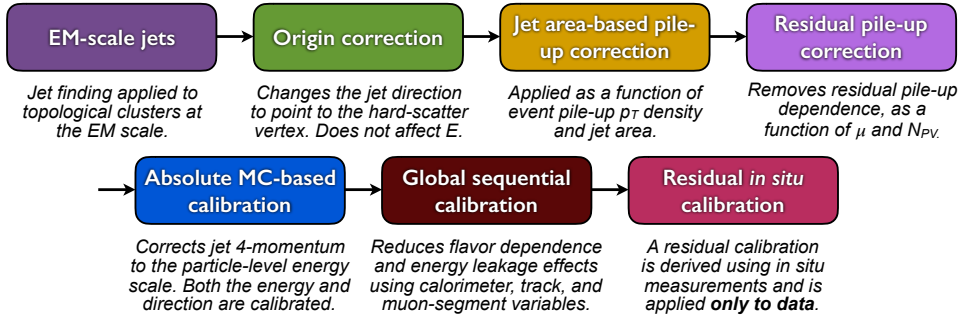 EM-scale jets
Origin correction
Jet area-based pile-
up correction
Residual pile-up
correction
Jet finding applied to
topological clusters at
the EM scale.
Changes the jet direction
to point to the hard-scatter
vertex. Does not affect E.
Applied as a function of
event pile-up pT density
and jet area.
Removes residual pile-up
dependence, as a
function of μ and NPV.
Absolute MC-based
calibration
Global sequential
calibration
Residual in situ
calibration
Corrects jet 4-momentum
to the particle-level energy
scale. Both the energy and
direction are calibrated.
Reduces flavor dependence
and energy leakage effects
using calorimeter, track, and
muon-segment variables.
A residual calibration
is derived using in situ
measurements and is
applied only to data.